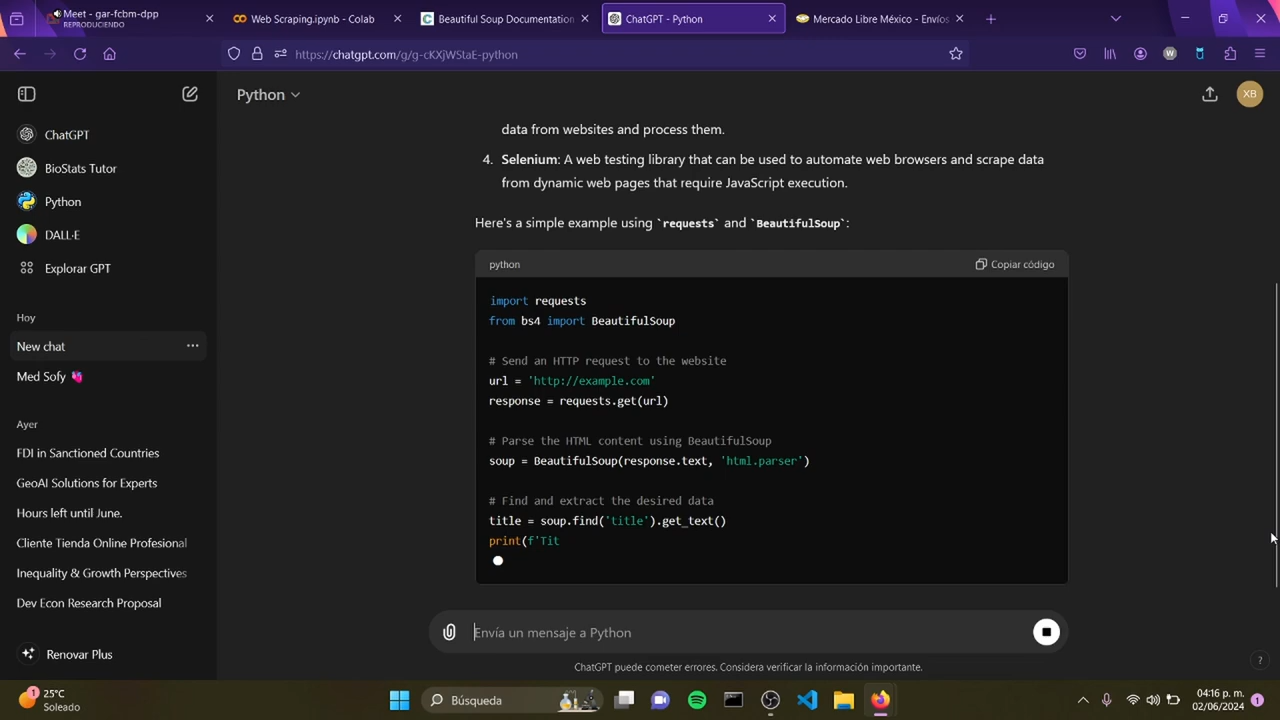 Meet - gar-fcbm-dpp
REPRODUCIENDO
Web Scraping.ipynb - Colab
Beautiful Soup Documentation
ChatGPT - Python
Mercado Libre México - Envíos
https://chatgpt.com/g/g-cKXjWStaE-python
W
Python
XB
ChatGPT
BioStats Tutor
Python
DALL·E
Explorar GPT
Hoy
New chat
Med Sofy
Ayer
FDI in Sanctioned Countries
GeoAI Solutions for Experts
Hours left until June.
Cliente Tienda Online Profesional
Inequality & Growth Perspectives
Dev Econ Research Proposal
Renovar Plus
data from websites and process them.
4. Selenium: A web testing library that can be used to automate web browsers and scrape data
from dynamic web pages that require JavaScript execution.
Here's a simple example using `requests` and `BeautifulSoup`:
python
Copiar código
import requests
from bs4 import BeautifulSoup
# Send an HTTP request to the website
url = 'http://example.com'
response = requests.get(url)
# Parse the HTML content using BeautifulSoup
soup = BeautifulSoup(response.text, 'html.parser')
# Find and extract the desired data
title = soup.find('title').get_text()
print(f'Tit
Envía un mensaje a Python
ChatGPT puede cometer errores. Considera verificar la información importante.
?
1
25°C
Soleado
Búsqueda
04:16 p. m.
02/06/2024
1